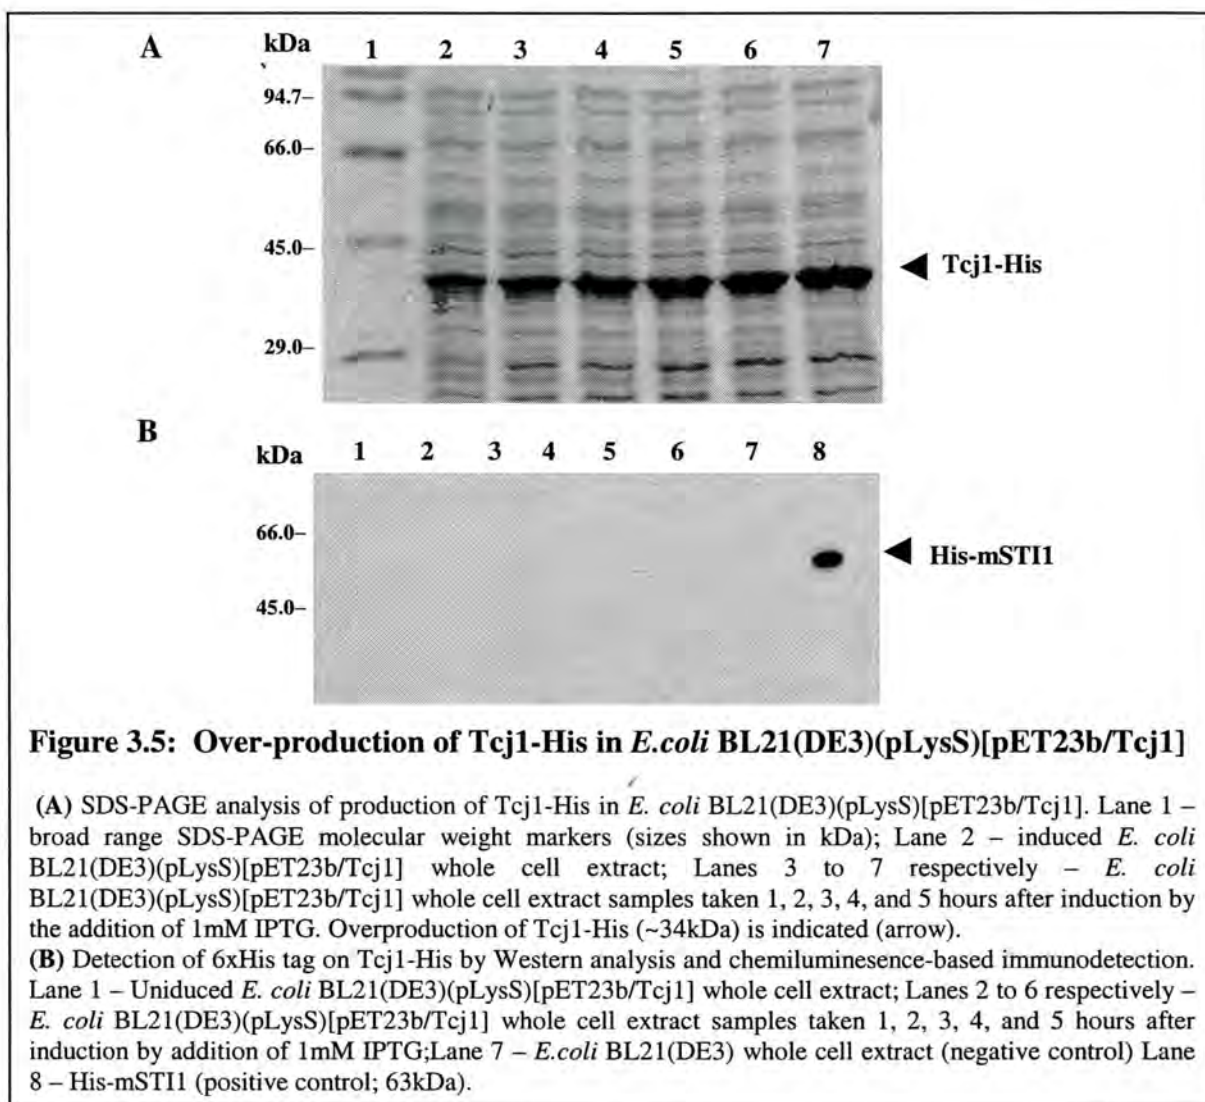 A
kDa 1 2 3 4 5 6 7
94.7–
66.0–
45.0–
Tcj1-His
29.0–
B
kDa 1 2 3 4 5 6 7 8
66.0–
His-mSTI1
45.0–
Figure 3.5: Over-production of Tcj1-His in E.coli BL21(DE3)(pLysS)[pET23b/Tcj1]
(A) SDS-PAGE analysis of production of Tcj1-His in E. coli BL21(DE3)(pLysS)[pET23b/Tcj1]. Lane 1 –
broad range SDS-PAGE molecular weight markers (sizes shown in kDa); Lane 2 – induced E. coli
BL21(DE3)(pLysS)[pET23b/Tcj1] whole cell extract; Lanes 3 to 7 respectively – E. coli
BL21(DE3)(pLysS)[pET23b/Tcj1] whole cell extract samples taken 1, 2, 3, 4, and 5 hours after induction by
the addition of 1mM IPTG. Overproduction of Tcj1-His (~34kDa) is indicated (arrow).
(B) Detection of 6xHis tag on Tcj1-His by Western analysis and chemiluminesence-based immunodetection.
Lane 1 – Uniduced E. coli BL21(DE3)(pLysS)[pET23b/Tcj1] whole cell extract; Lanes 2 to 6 respectively –
E. coli BL21(DE3)(pLysS)[pET23b/Tcj1] whole cell extract samples taken 1, 2, 3, 4, and 5 hours after
induction by addition of 1mM IPTG;Lane 7 – E.coli BL21(DE3) whole cell extract (negative control) Lane
8 – His-mSTI1 (positive control; 63kDa).